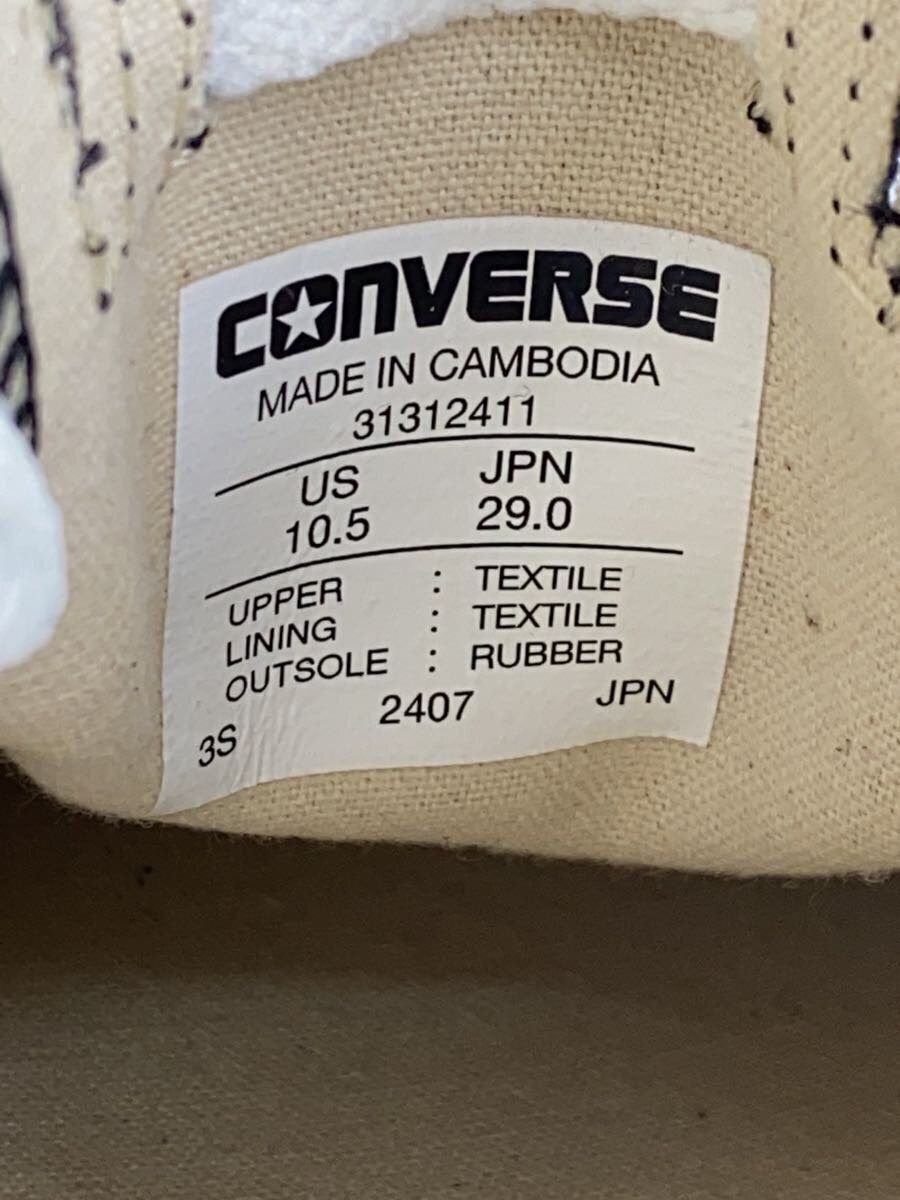 CONVERSE
MADE IN CAMBODIA
31312411
US JPN
10.5 29.0
UPPER : TEXTILE
LINING : TEXTILE
OUTSOLE : RUBBER
3S 2407 JPN